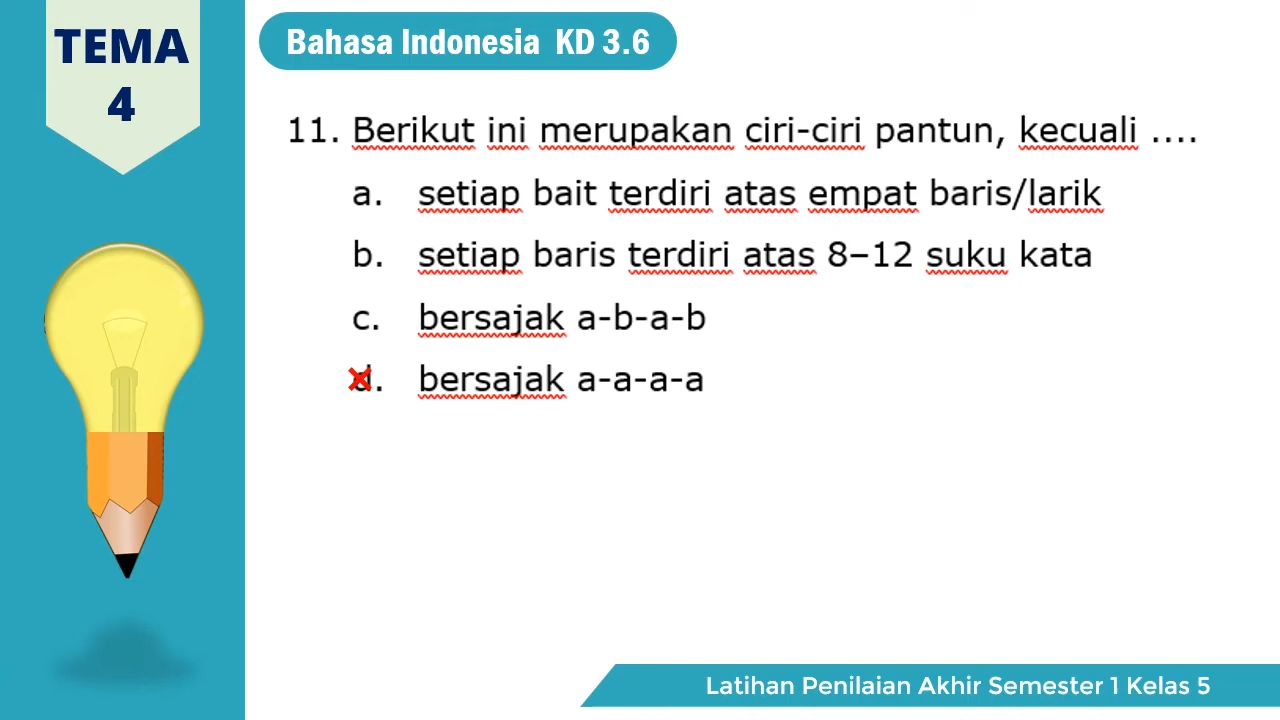 TEMA
4
Bahasa Indonesia KD 3.6
11. Berikut ini merupakan ciri-ciri pantun, kecuali ....
a. setiap bait terdiri atas empat baris/larik
b. setiap baris terdiri atas 8–12 suku kata
c. bersajak a-b-a-b
d. bersajak a-a-a-a
Latihan Penilaian Akhir Semester 1 Kelas 5